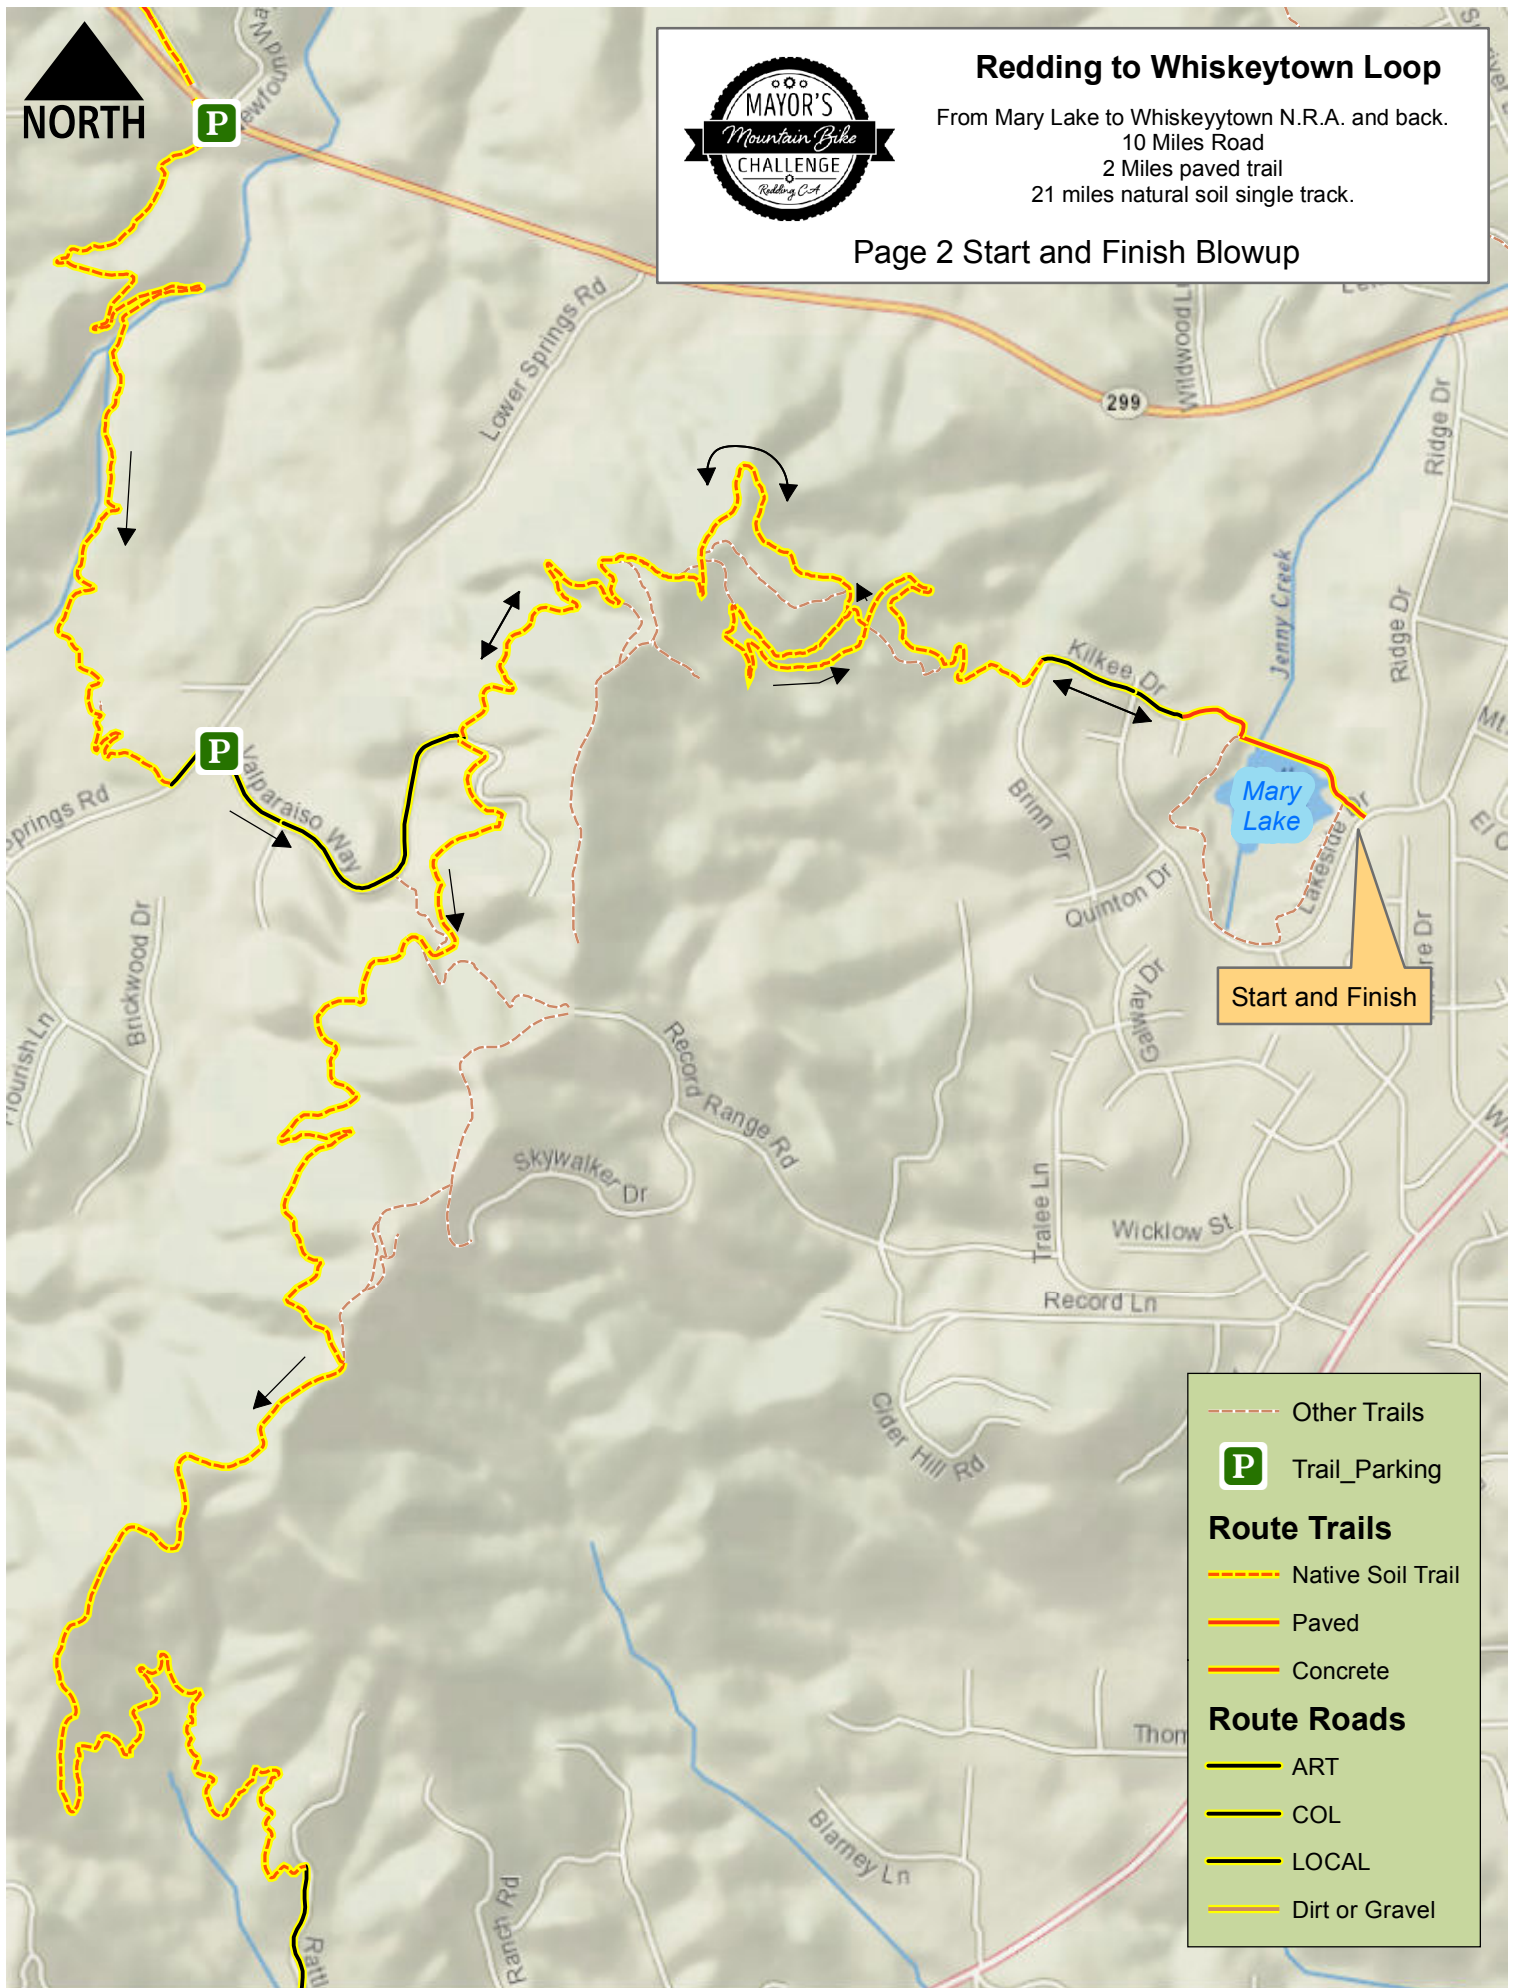 NORTH
P
MAYOR'S
Mountain Bike
CHALLENGE
Redding, CA
Redding to Whiskeytown Loop
From Mary Lake to Whiskeyytown N.R.A. and back.
10 Miles Road
2 Miles paved trail
21 miles natural soil single track.
Page 2 Start and Finish Blowup
Lower Springs Rd
299
Ridge Dr
Jenny Creek
Ridge Dr
Kilkee Dr
P
Valparaiso Way
prings Rd
Mary
Lake
Brinn Dr
Lakeside Dr
Quinton Dr
Brickwood Dr
Galway Dr
Start and Finish
Record Range Rd
Skywalker Dr
Tralee Ln
Wicklow St
Record Ln
Cider Hill Rd
Thom
Blarney Ln
Ranch Rd
Rattl
Other Trails
P
Trail_Parking
Route Trails
Native Soil Trail
Paved
Concrete
Route Roads
ART
COL
LOCAL
Dirt or Gravel